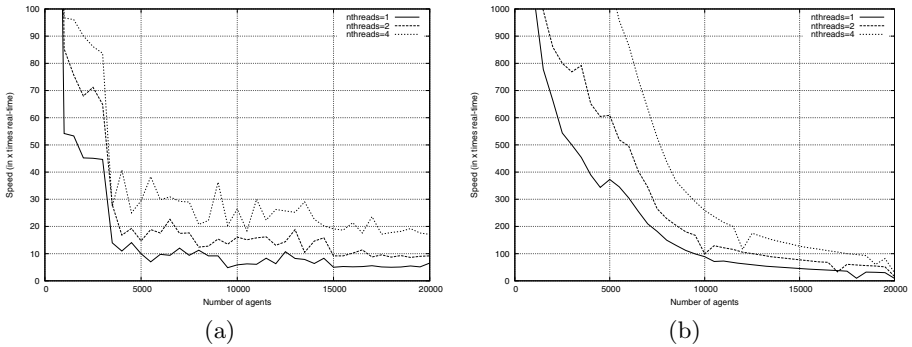 nthreads=1
nthreads=2
nthreads=4
100
90
80
70
60
50
40
30
20
10
0
Speed (in x times real-time)
0
5000
10000
15000
20000
Number of agents
(a)
nthreads=1
nthreads=2
nthreads=4
1000
900
800
700
600
500
400
300
200
100
0
Speed (in x times real-time)
0
5000
10000
15000
20000
Number of agents
(b)